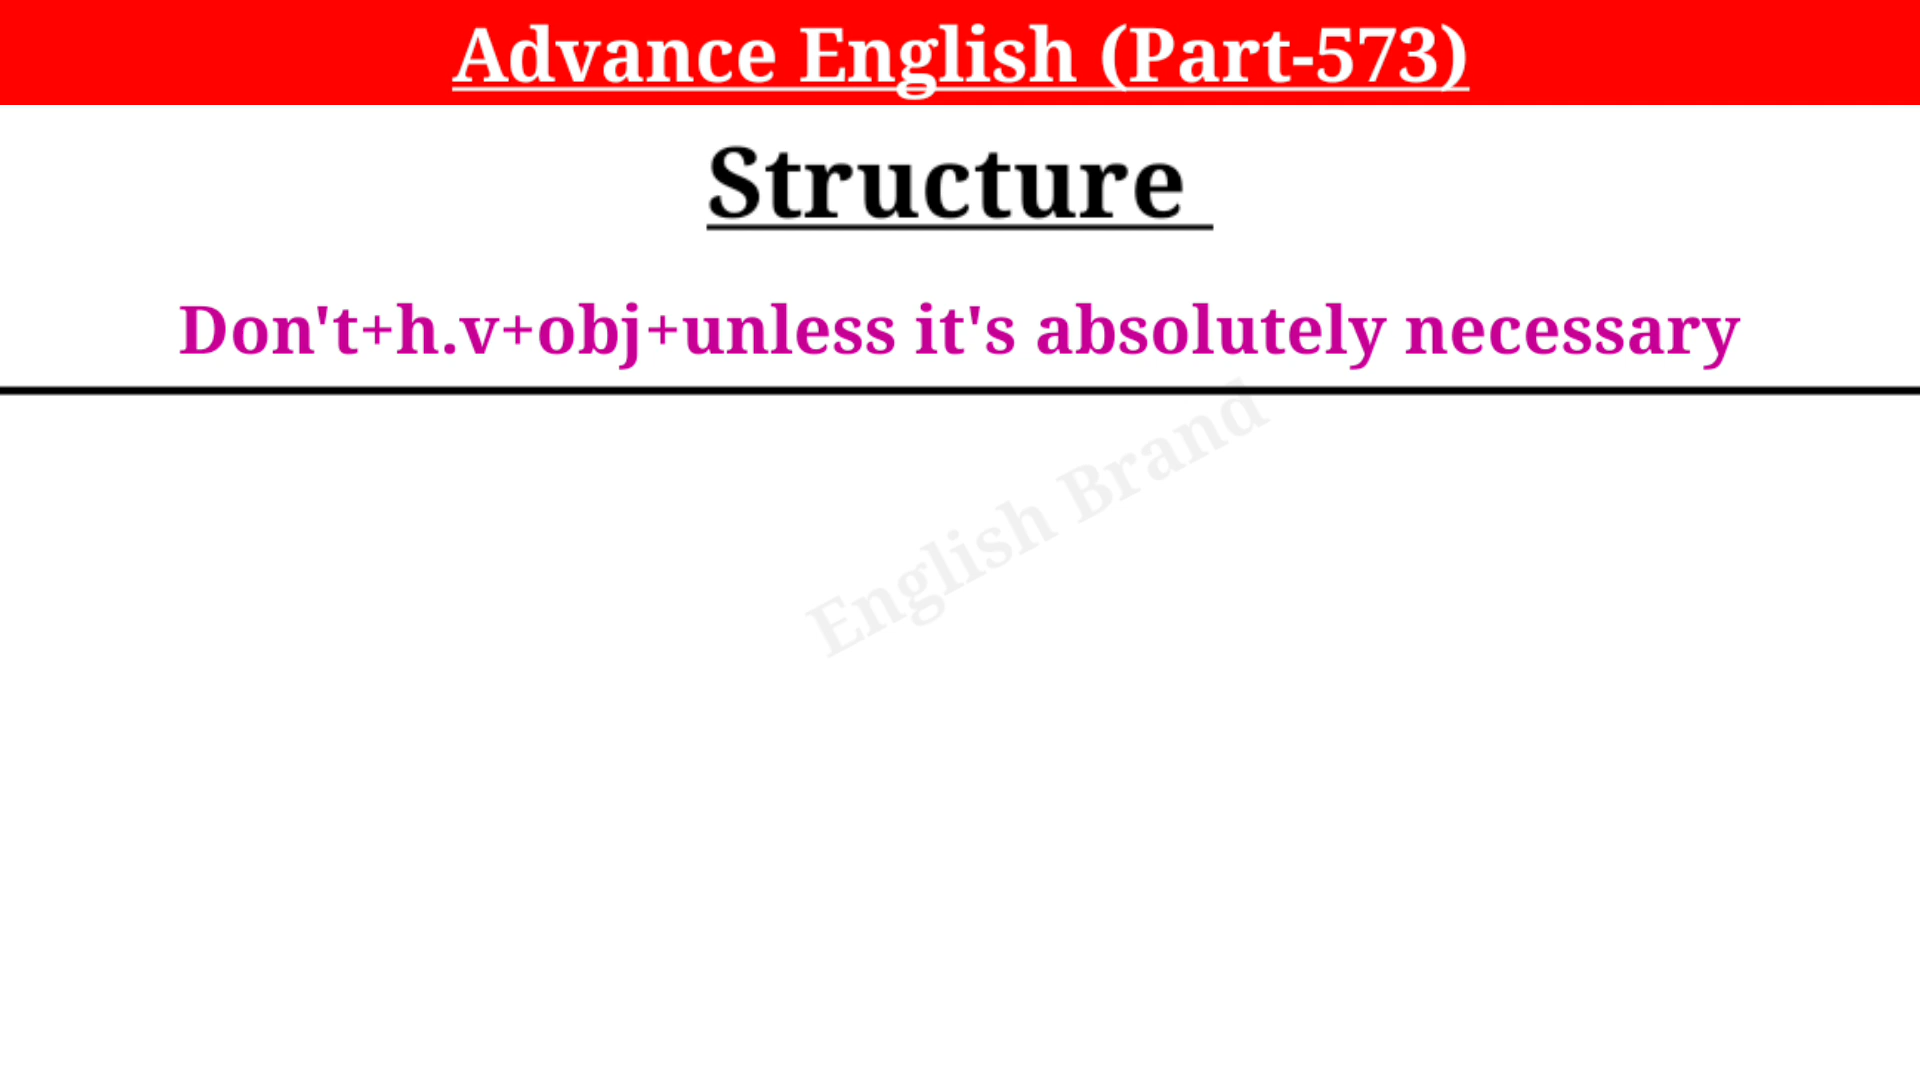 Advance English (Part-573)
Structure
Don't+h.v+obj+unless it's absolutely necessary
English Brand